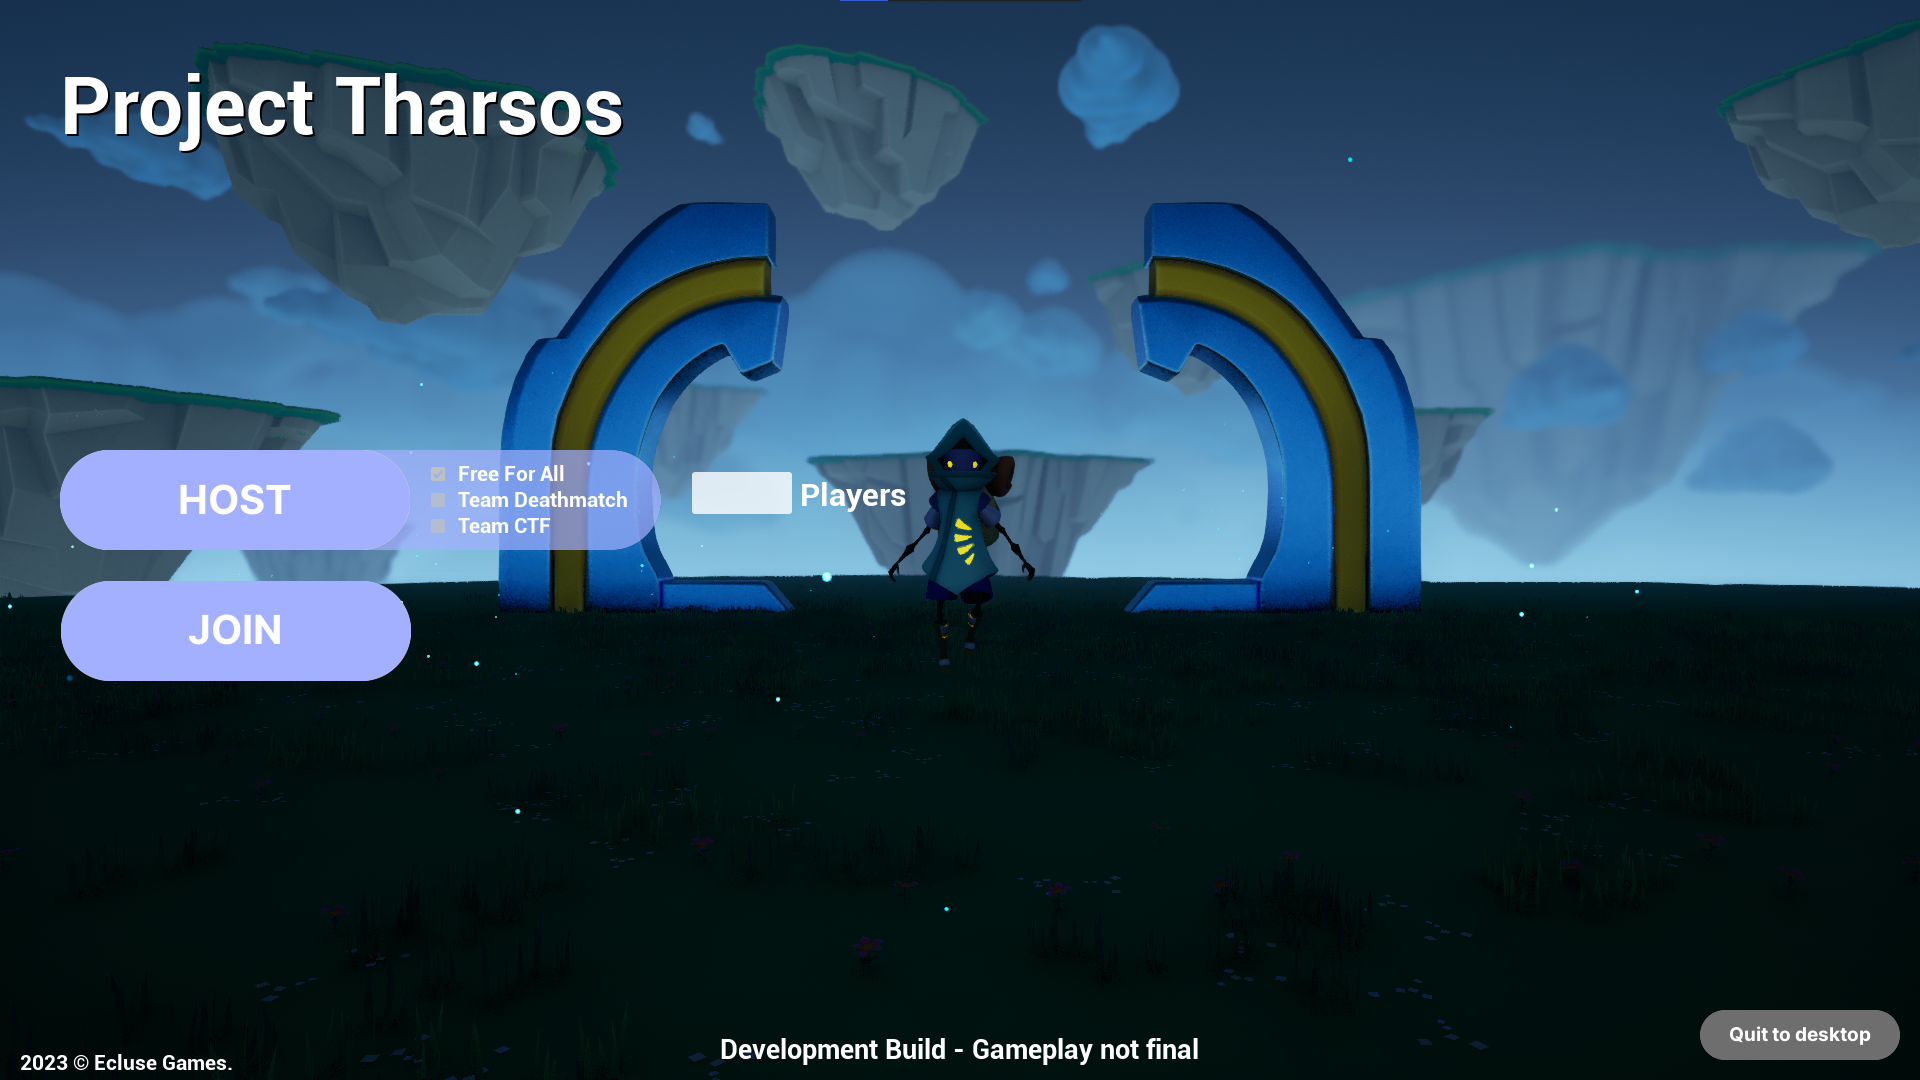 Project Tharsos
HOST
Free For All
Team Deathmatch
Team CTF
Players
JOIN
Development Build - Gameplay not final
Quit to desktop
2023 © Ecluse Games.